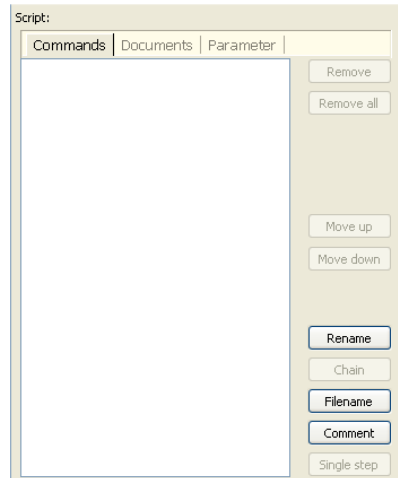 Script:
Commands Documents Parameter
Remove
Remove all
Move up
Move down
Rename
Chain
Filename
Comment
Single step